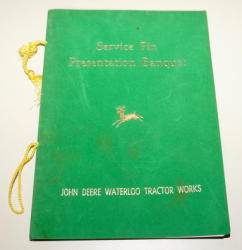 Service Pin
Presentation Banquet
JOHN DEERE WATERLOO TRACTOR WORKS